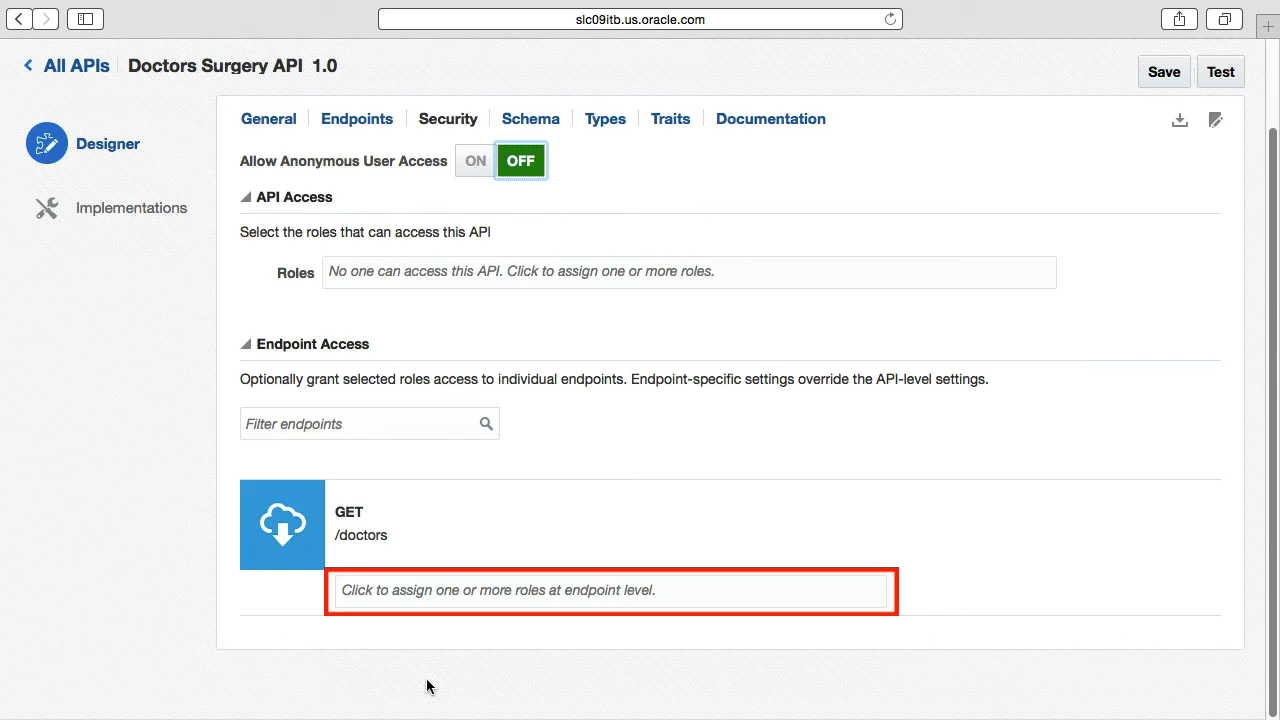 slc09itb.us.oracle.com
All APIs
Doctors Surgery API 1.0
Save
Test
Designer
Implementations
General
Endpoints
Security
Schema
Types
Traits
Documentation
Allow Anonymous User Access
ON
OFF
API Access
Select the roles that can access this API
Roles
No one can access this API. Click to assign one or more roles.
Endpoint Access
Optionally grant selected roles access to individual endpoints. Endpoint-specific settings override the API-level settings.
Filter endpoints
GET
/doctors
Click to assign one or more roles at endpoint level.